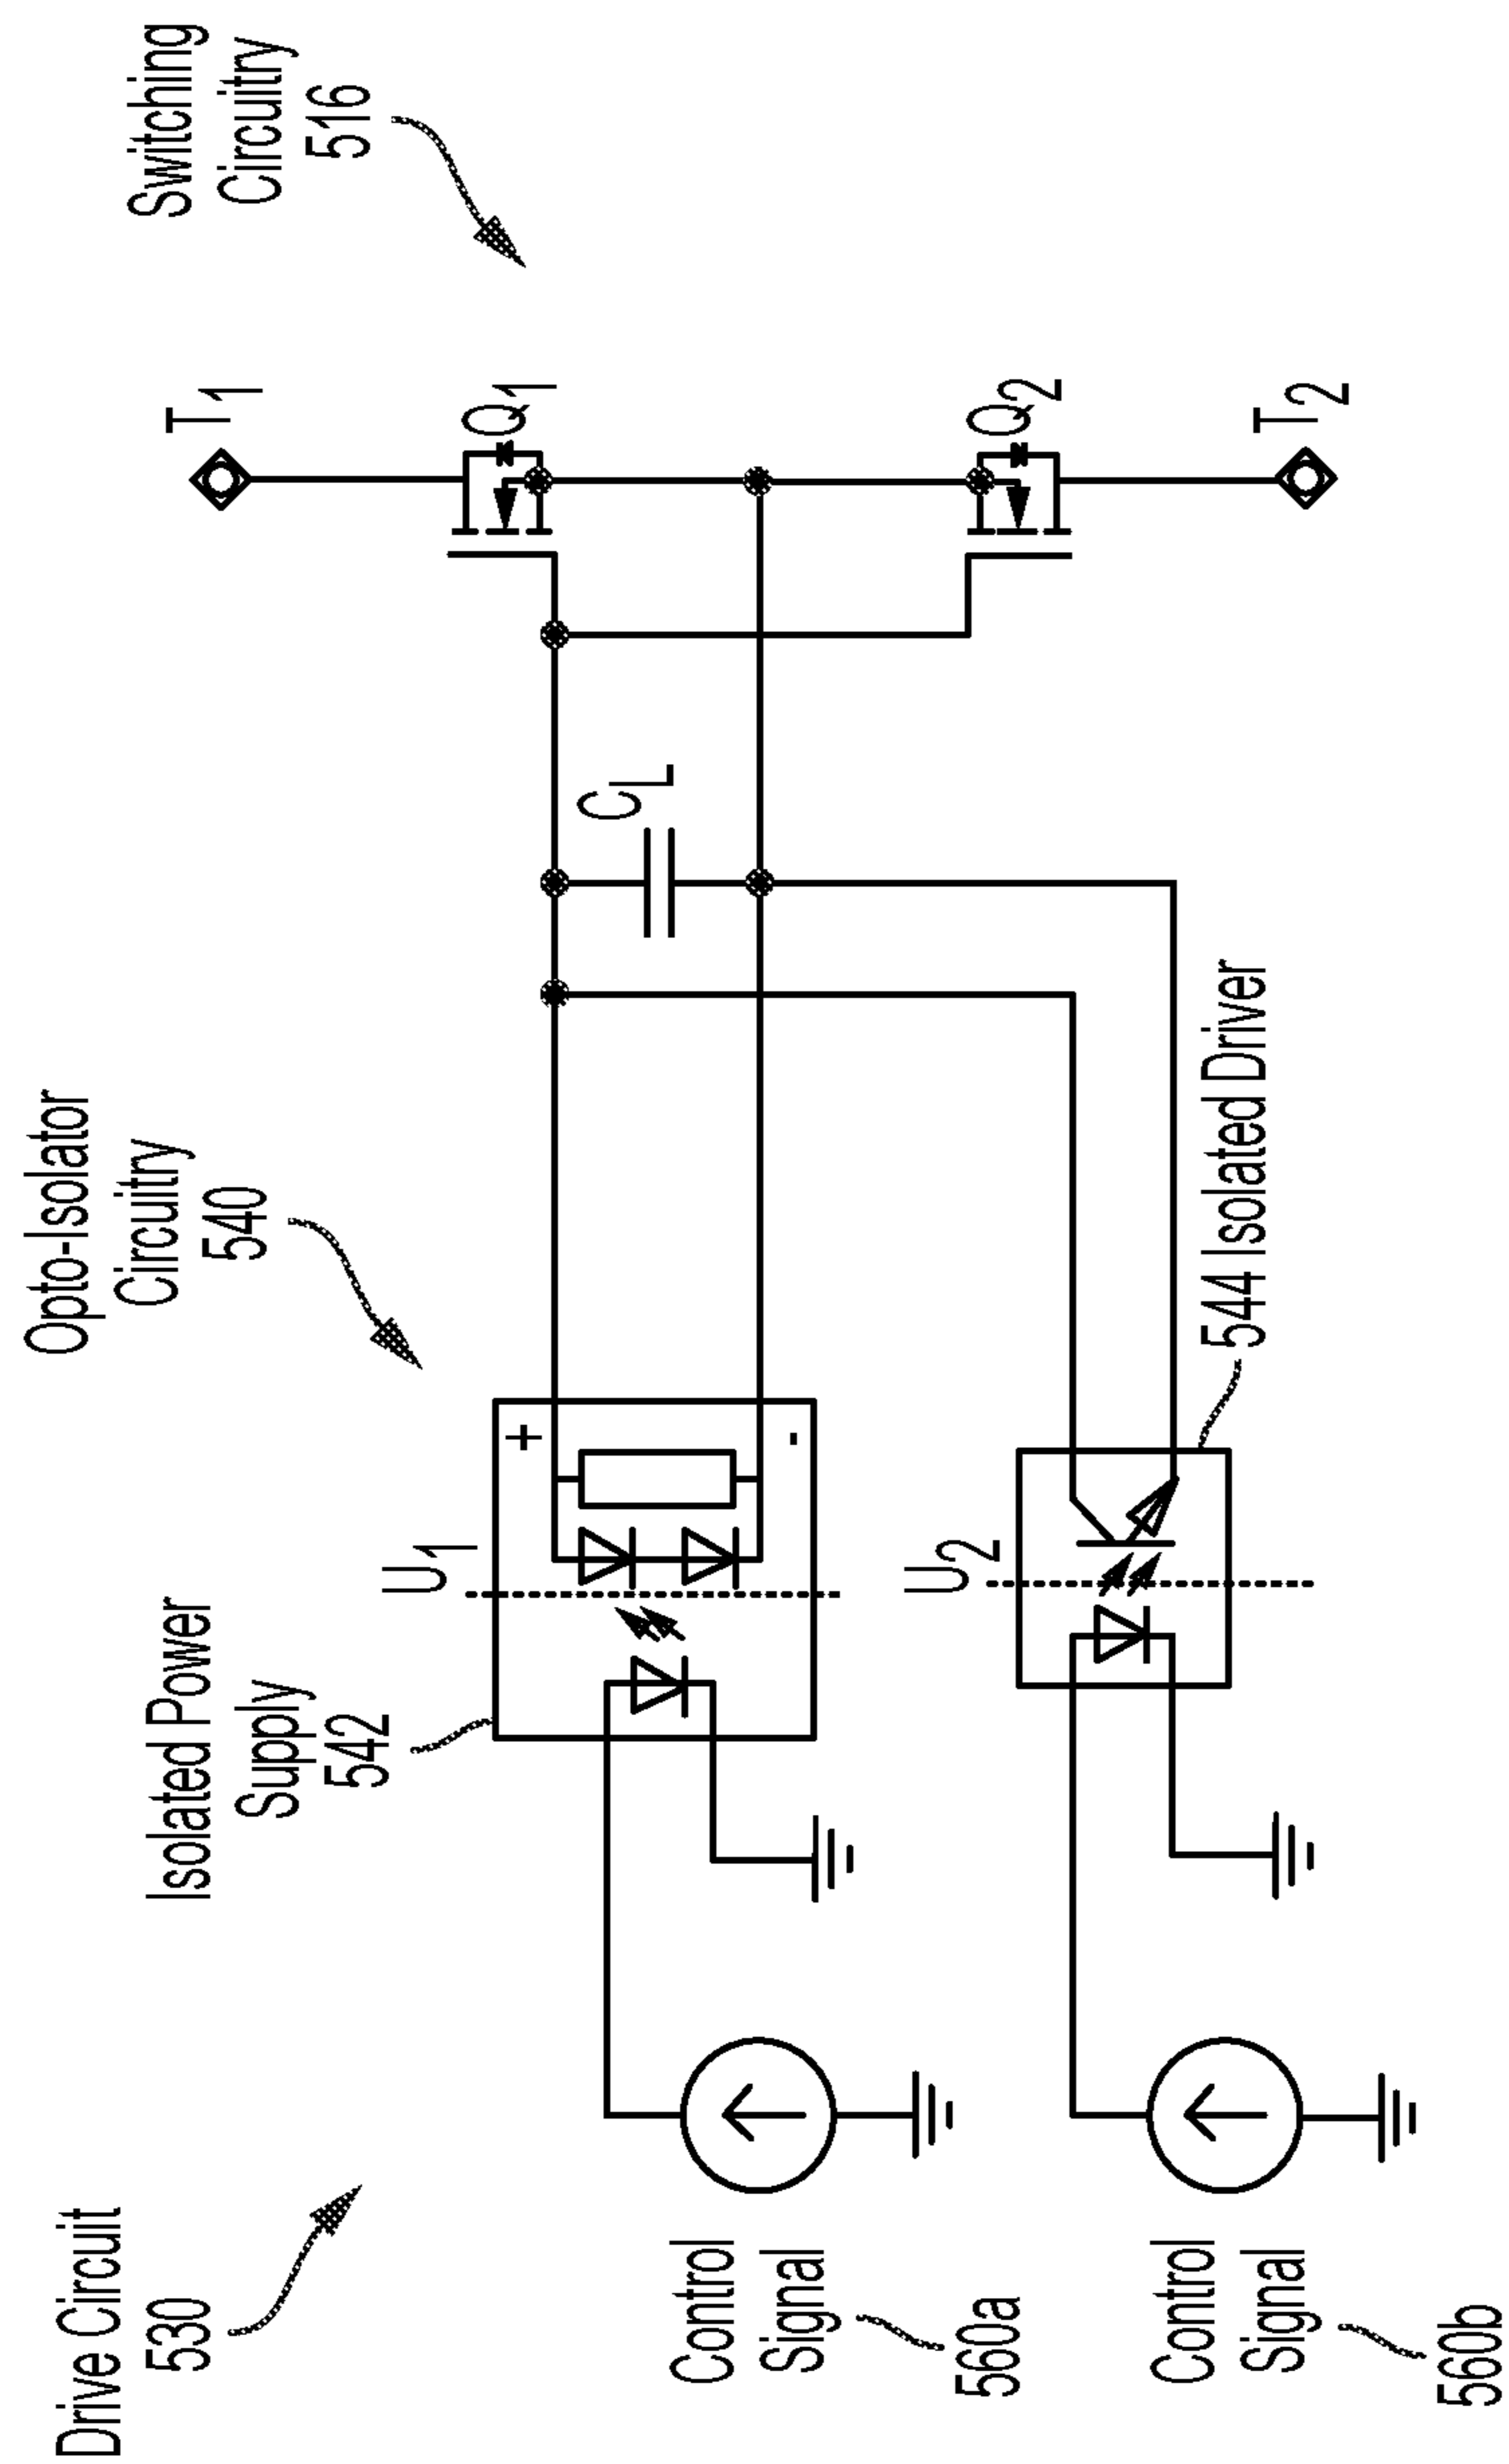 Drive Circuit
530
Opto-Isolator
Circuitry
540
Switching
Circuitry
516
Isolated Power
Supply
542
U1
+
-
CL
T1
Q1
Q2
T2
Control
Signal
560a
U2
544 Isolated Driver
Control
Signal
560b